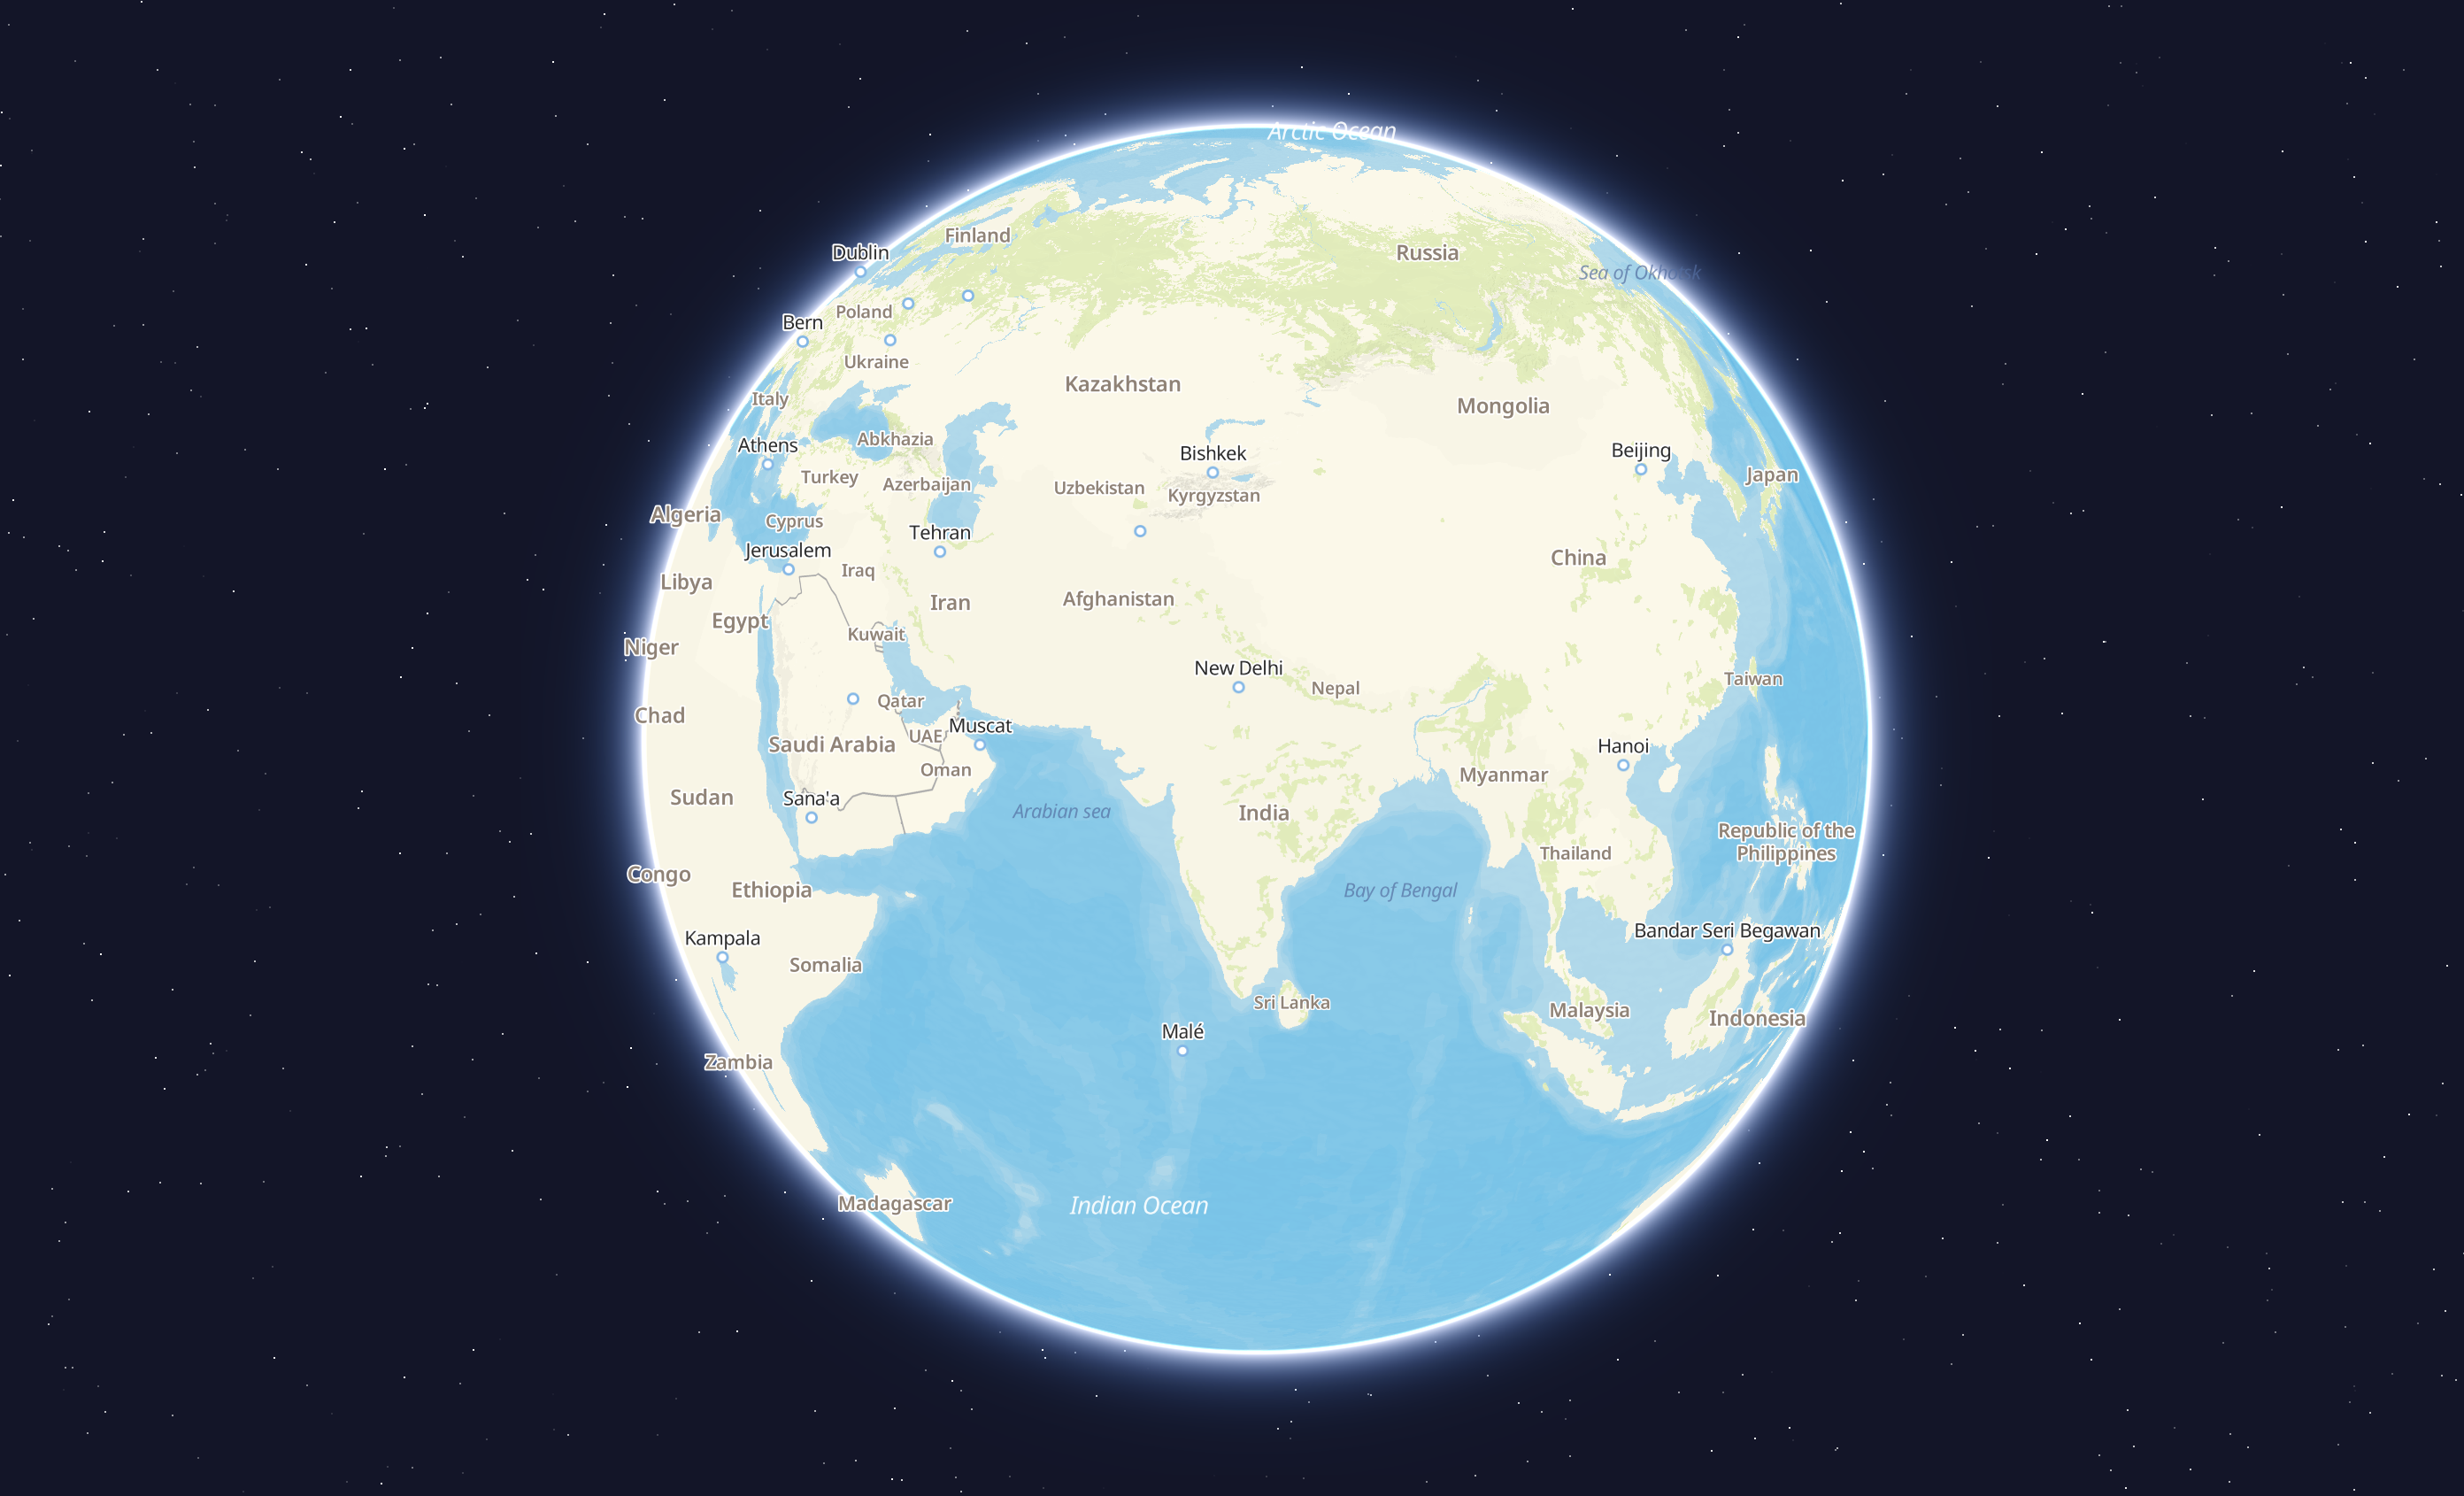 Arctic Ocean
Finland
Dublin
Russia
Sea of Okhotsk
Poland
Bern
Ukraine
Kazakhstan
Italy
Mongolia
Abkhazia
Athens
Bishkek
Beijing
Turkey
Azerbaijan
Uzbekistan
Kyrgyzstan
Japan
Algeria
Cyprus
Tehran
Jerusalem
China
Iraq
Libya
Iran
Afghanistan
Egypt
Kuwait
Niger
New Delhi
Nepal
Taiwan
Qatar
Chad
Muscat
UAE
Saudi Arabia
Hanoi
Oman
Myanmar
Sudan
Sana'a
Arabian sea
India
Republic of the
Philippines
Thailand
Congo
Ethiopia
Bay of Bengal
Bandar Seri Begawan
Kampala
Somalia
Sri Lanka
Malaysia
Indonesia
Malé
Zambia
Madagascar
Indian Ocean